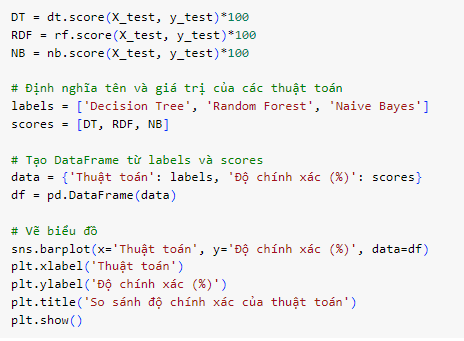 DT = dt.score(X_test, y_test)*100
RDF = rf.score(X_test, y_test)*100
NB = nb.score(X_test, y_test)*100
# Định nghĩa tên và giá trị của các thuật toán
labels = ['Decision Tree', 'Random Forest', 'Naive Bayes']
scores = [DT, RDF, NB]
# Tạo DataFrame từ labels và scores
data = {'Thuật toán': labels, 'Độ chính xác (%)': scores}
df = pd.DataFrame(data)
# Vẽ biểu đồ
sns.barplot(x='Thuật toán', y='Độ chính xác (%)', data=df)
plt.xlabel('Thuật toán')
plt.ylabel('Độ chính xác (%)')
plt.title('So sánh độ chính xác của thuật toán')
plt.show()